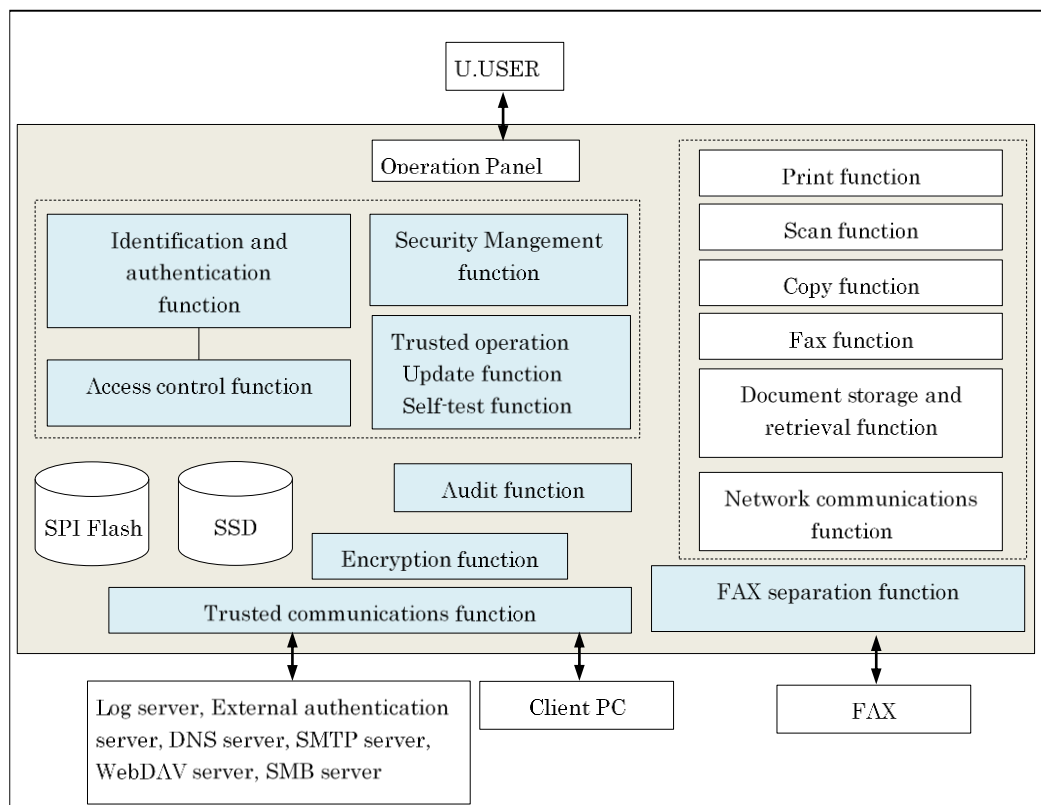 U.USER
Operation Panel
Identification and
authentication
function
Security Mangement
function
Access control function
Trusted operation
Update function
Self-test function
Print function
Scan function
Copy function
Fax function
Document storage and
retrieval function
Network communications
function
SPI Flash
SSD
Audit function
Encryption function
Trusted communications function
FAX separation function
Log server, External authentication
server, DNS server, SMTP server,
WebDAV server, SMB server
Client PC
FAX